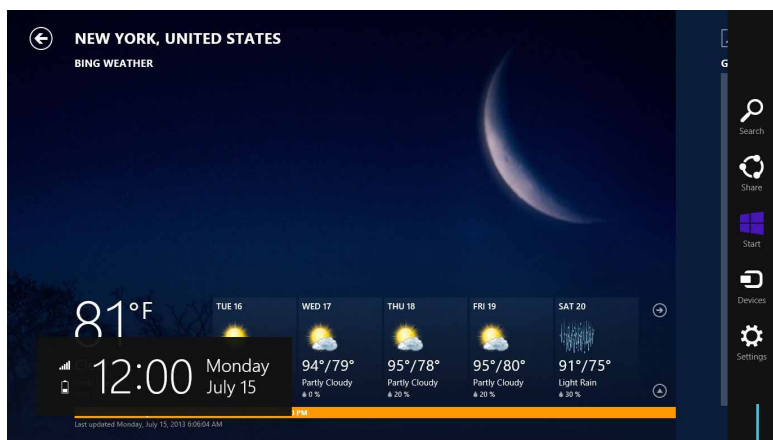 NEW YORK, UNITED STATES
BING WEATHER
G
Search
Share
Start
Devices
Settings
81°F
TUE 16
WED 17
94°/79°
Partly Cloudy
0 %
THU 18
95°/78°
Partly Cloudy
20 %
FRI 19
95°/80°
Partly Cloudy
20 %
SAT 20
91°/75°
Light Rain
30 %
12:00
Monday
July 15
PM
Last updated Monday, July 15, 2013 6:06:04 AM